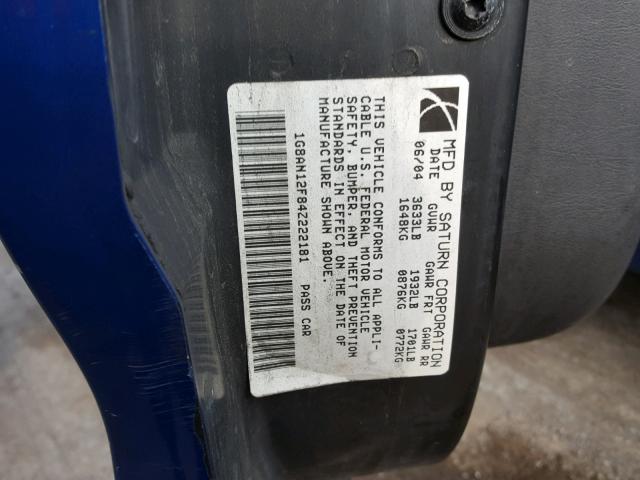 MFD BY SATURN CORPORATION
DATE GVWR GAWR FRT GAWR RR
06/04 3633LB 1932LB 1701LB
1648KG 0876KG 0772KG
THIS VEHICLE CONFORMS TO ALL APPLI-
CABLE U.S. FEDERAL MOTOR VEHICLE
SAFETY, BUMPER, AND THEFT PREVENTION
STANDARDS IN EFFECT ON THE DATE OF
MANUFACTURE SHOWN ABOVE.
1G8AN12F84Z222181 PASS CAR